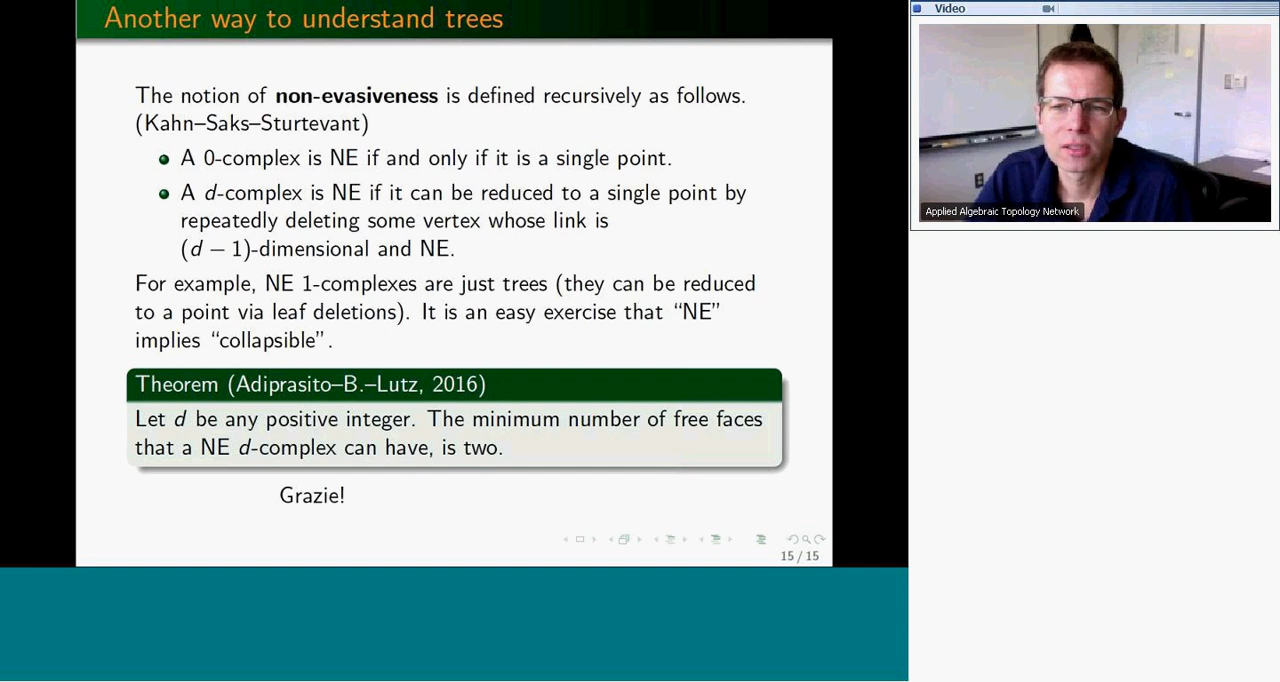 Another way to understand trees
The notion of non-evasiveness is defined recursively as follows.
(Kahn–Saks–Sturtevant)
A 0-complex is NE if and only if it is a single point.
A d-complex is NE if it can be reduced to a single point by
repeatedly deleting some vertex whose link is
(d − 1)-dimensional and NE.
For example, NE 1-complexes are just trees (they can be reduced
to a point via leaf deletions). It is an easy exercise that “NE”
implies “collapsible”.
Theorem (Adiprasito–B.–Lutz, 2016)
Let d be any positive integer. The minimum number of free faces
that a NE d-complex can have, is two.
Grazie!
15 / 15
Video
Applied Algebraic Topology Network